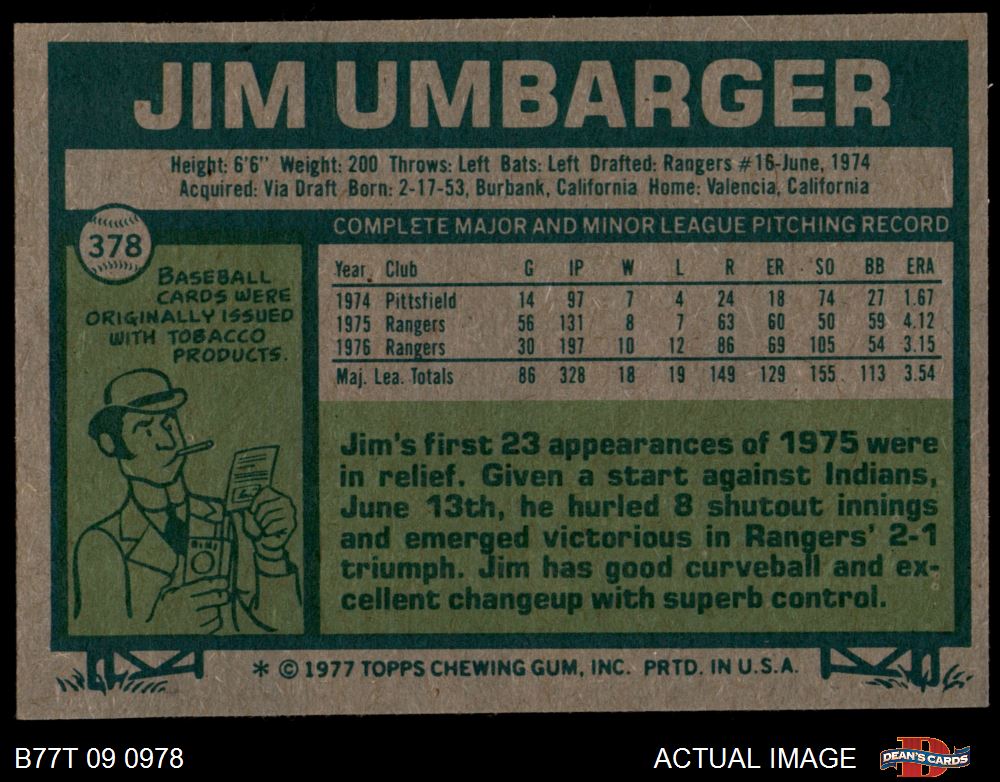 JIM UMBARGER
Height: 6'6" Weight: 200 Throws: Left Bats: Left Drafted: Rangers #16-June, 1974
Acquired: Via Draft Born: 2-17-53, Burbank, California Home: Valencia, California
378
BASEBALL
CARDS WERE
ORIGINALLY ISSUED
WITH TOBACCO
PRODUCTS.
COMPLETE MAJOR AND MINOR LEAGUE PITCHING RECORD
Year Club G IP W L R ER SO BB ERA
1974 Pittsfield 14 97 7 4 24 18 74 27 1.67
1975 Rangers 56 131 8 7 63 60 50 59 4.12
1976 Rangers 30 197 10 12 86 69 105 54 3.15
Maj. Lea. Totals 86 328 18 19 149 129 155 113 3.54
Jim's first 23 appearances of 1975 were
in relief. Given a start against Indians,
June 13th, he hurled 8 shutout innings
and emerged victorious in Rangers' 2-1
triumph. Jim has good curveball and ex-
cellent changeup with superb control.
* © 1977 TOPPS CHEWING GUM, INC. PRTD. IN U.S.A.
B77T 09 0978
ACTUAL IMAGE
DEAN'S CARDS